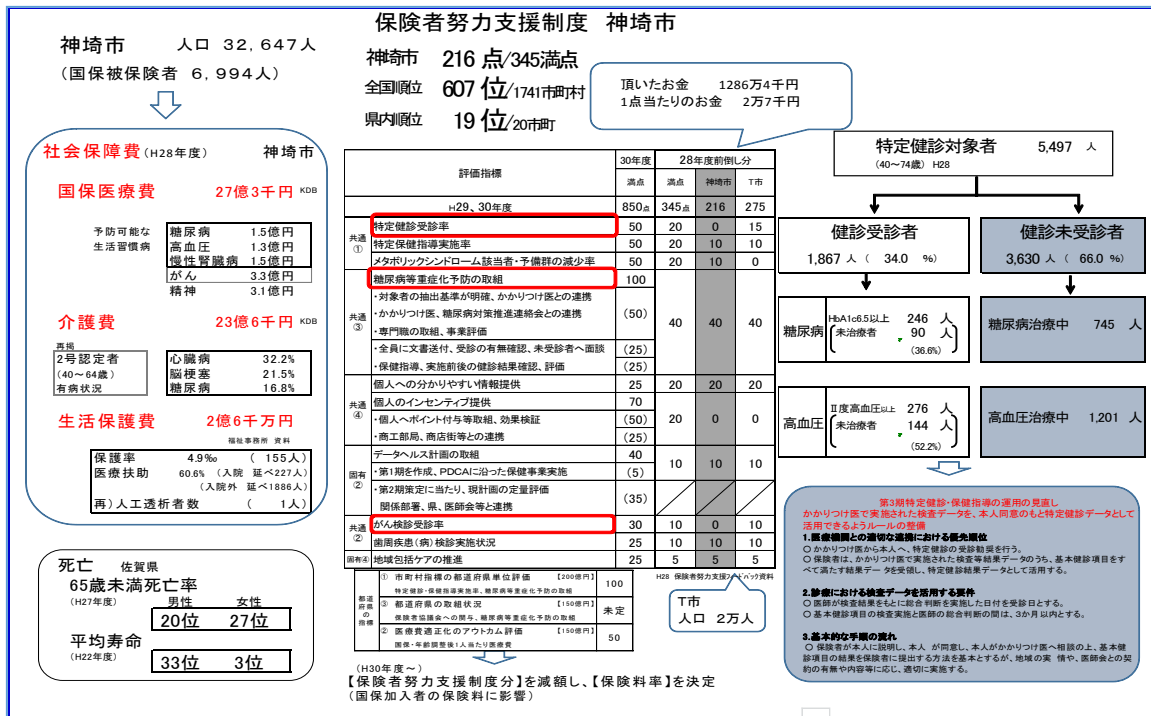 保険者努力支援制度 神埼市
神埼市 人口 32,647人
(国保被保険者 6,994人)
神埼市 216 点/345満点
全国順位 607 位/1741市町村
県内順位 19 位/20市町
頂いたお金 1286万4千円
1点当たりのお金 2万7千円
社会保障費(H28年度) 神埼市
国保医療費 27億3千円 KDB
予防可能な
生活習慣病
糖尿病 1.5億円
高血圧 1.3億円
慢性腎臓病 1.5億円
がん 3.3億円
精神 3.1億円
介護費 23億6千円 KDB
再掲
2号認定者
(40~64歳)
有病状況
心臓病 32.2%
脳梗塞 21.5%
糖尿病 16.8%
生活保護費 2億6千万円
福祉事務所 資料
保護率 4.9‰ ( 155人)
医療扶助 60.6% (入院 延べ227人)
(入院外 延べ1886人)
再)人工透析者数 ( 1人)
死亡 佐賀県
65歳未満死亡率
(H27年度) 男性 女性
20位 27位
平均寿命
(H22年度) 33位 3位
評価指標 30年度 28年度前倒し分
満点 満点 神埼市 T市
H29、30年度 850点 345点 216 275
共通① 特定健診受診率 50 20 0 15
特定保健指導実施率 50 20 10 10
メタボリックシンドローム該当者・予備群の減少率 50 20 10 0
共通③ 糖尿病等重症化予防の取組 100 40 40 40
・対象者の抽出基準が明確、かかりつけ医との連携
・かかりつけ医、糖尿病対策推進連絡会との連携 (50)
・専門職の取組、事業評価
・全員に文書送付、受診の有無確認、未受診者へ面談 (25)
・保健指導、実施前後の健診結果確認、評価 (25)
共通④ 個人への分かりやすい情報提供 25 20 20 20
個人のインセンティブ提供 70 20 0 0
・個人へポイント付与等取組、効果検証 (50)
・商工部局、商店街等との連携 (25)
固有② データヘルス計画の取組 40 10 10 10
・第1期を作成、PDCAに沿った保健事業実施 (5)
・第2期策定に当たり、現計画の定量評価 (35)
関係部署、県、医師会等と連携
共通② がん検診受診率 30 10 0 10
歯周疾患(病)検診実施状況 25 10 10 10
固有④ 地域包括ケアの推進 25 5 5 5
H28 保険者努力支援フィードバック資料
都道府県の指標
① 市町村指標の都道府県単位評価 【200億円】 100
特定健診・保健指導実施率、糖尿病等重症化予防の取組
③ 都道府県の取組状況 【150億円】 未定
保険者協議会への関与、糖尿病等重症化予防の取組
② 医療費適正化のアウトカム評価 【150億円】 50
国保・年齢調整後1人当たり医療費
T市
人口 2万人
(H30年度~)
【保険者努力支援制度分】を減額し、【保険料率】を決定
(国保加入者の保険料に影響)
特定健診対象者 5,497 人
(40~74歳) H28
健診受診者
1,867 人 ( 34.0 %)
健診未受診者
3,630 人 ( 66.0 %)
糖尿病 HbA1c6.5以上 246 人
未治療者 90 人
(36.6%)
糖尿病治療中 745 人
高血圧 Ⅱ度高血圧以上 276 人
未治療者 144 人
(52.2%)
高血圧治療中 1,201 人
第3期特定健診・保健指導の運用の見直し
かかりつけ医で実施された検査データを、本人同意のもと特定健診データとして
活用できるようルールの整備
1.医療機関との適切な連携における優先順位
○ かかりつけ医から本人へ、特定健診の受診勧奨を行う。
○ 保険者は、かかりつけ医で実施された検査等結果データのうち、基本健診項目をす
べて満たす結果データを受領し、特定健診結果データとして活用する。
2.診療における検査データを活用する要件
○ 医師が検査結果をもとに総合判断を実施した日付を受診日とする。
○ 基本健診項目の検査実施と医師の総合判断の間は、3か月以内とする。
3.基本的な手順の流れ
○ 保険者が本人に説明し、本人 が同意し、本人がかかりつけ医へ相談の上、基本健
診項目の結果を保険者に提出する方法を基本とするが、地域の実 情や、医師会との契
約の有無や内容等に応じ、適切に実施する。